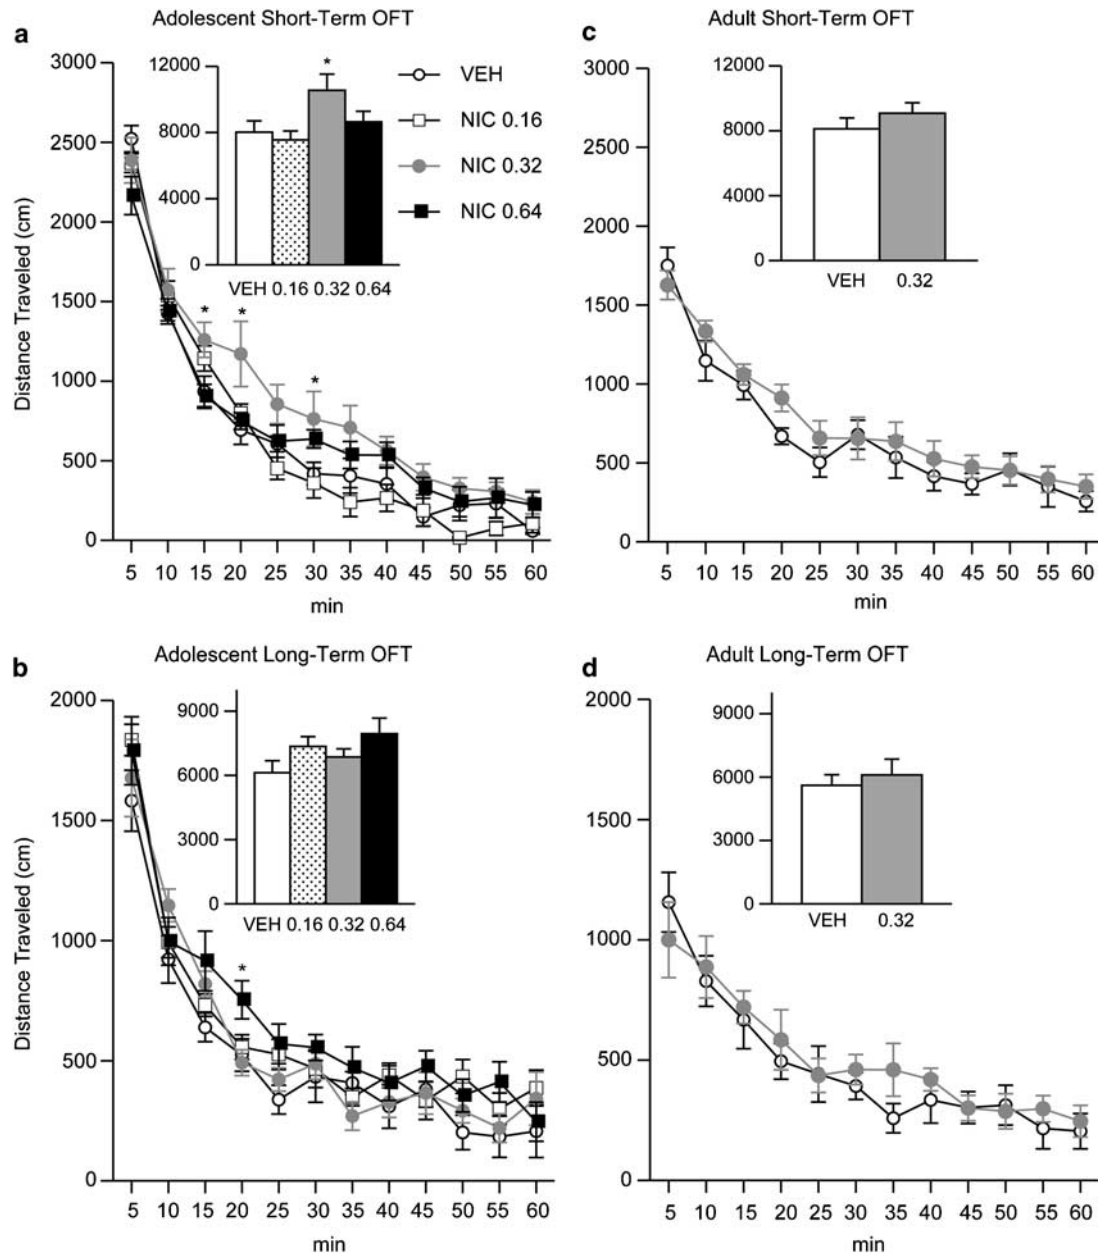 Adolescent Short-Term OFT
a
3000
2500
2000
1500
1000
500
0
Distance Traveled (cm)
12000
8000
4000
0
*
VEH 0.16 0.32 0.64
VEH
NIC 0.16
NIC 0.32
NIC 0.64
* * *
5 10 15 20 25 30 35 40 45 50 55 60
min
Adult Short-Term OFT
c
3000
2500
2000
1500
1000
500
0
12000
8000
4000
0
VEH 0.32
5 10 15 20 25 30 35 40 45 50 55 60
min
Adolescent Long-Term OFT
b
2000
1500
1000
500
0
Distance Traveled (cm)
9000
6000
3000
0
VEH 0.16 0.32 0.64
*
5 10 15 20 25 30 35 40 45 50 55 60
min
Adult Long-Term OFT
d
2000
1500
1000
500
0
9000
6000
3000
0
VEH 0.32
5 10 15 20 25 30 35 40 45 50 55 60
min